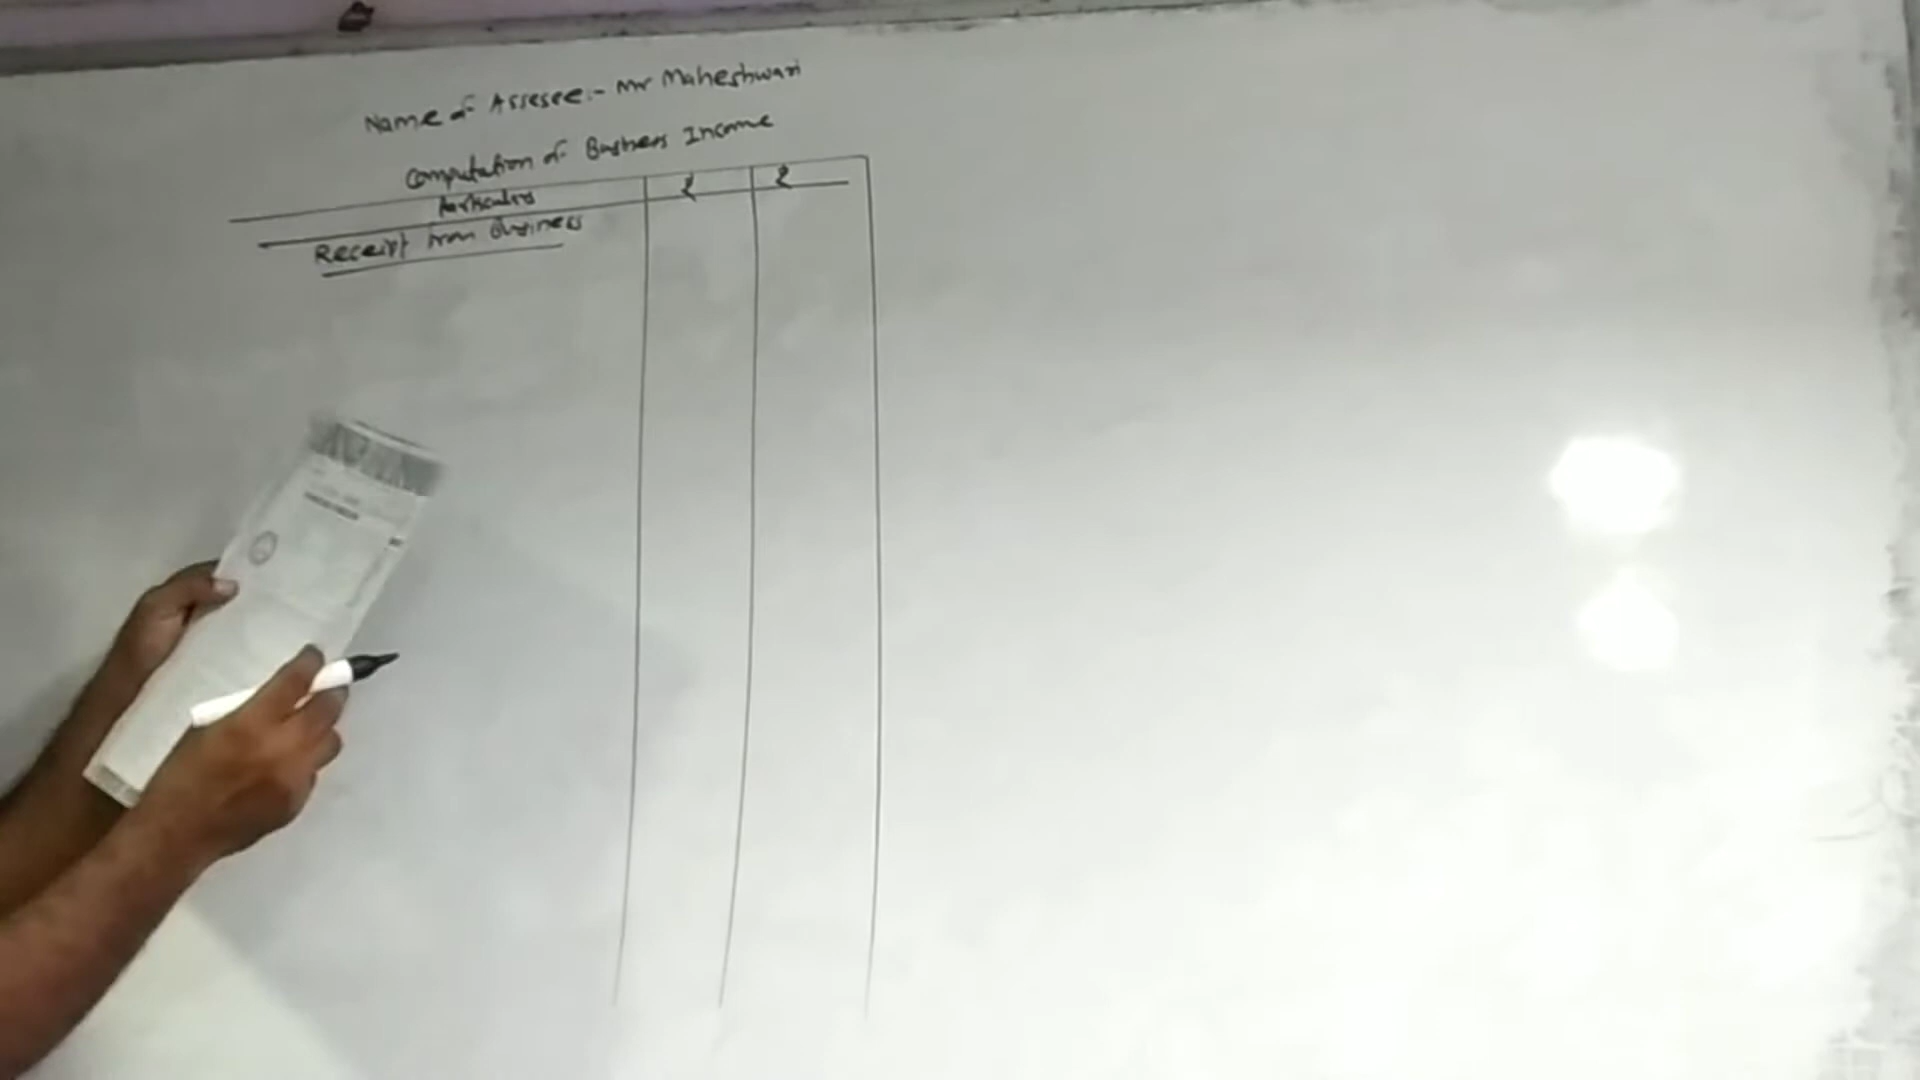 Name of Assesee:- Mr Maheshwari
Computation of Business Income
Particulars ₹ ₹
Receipt from Business